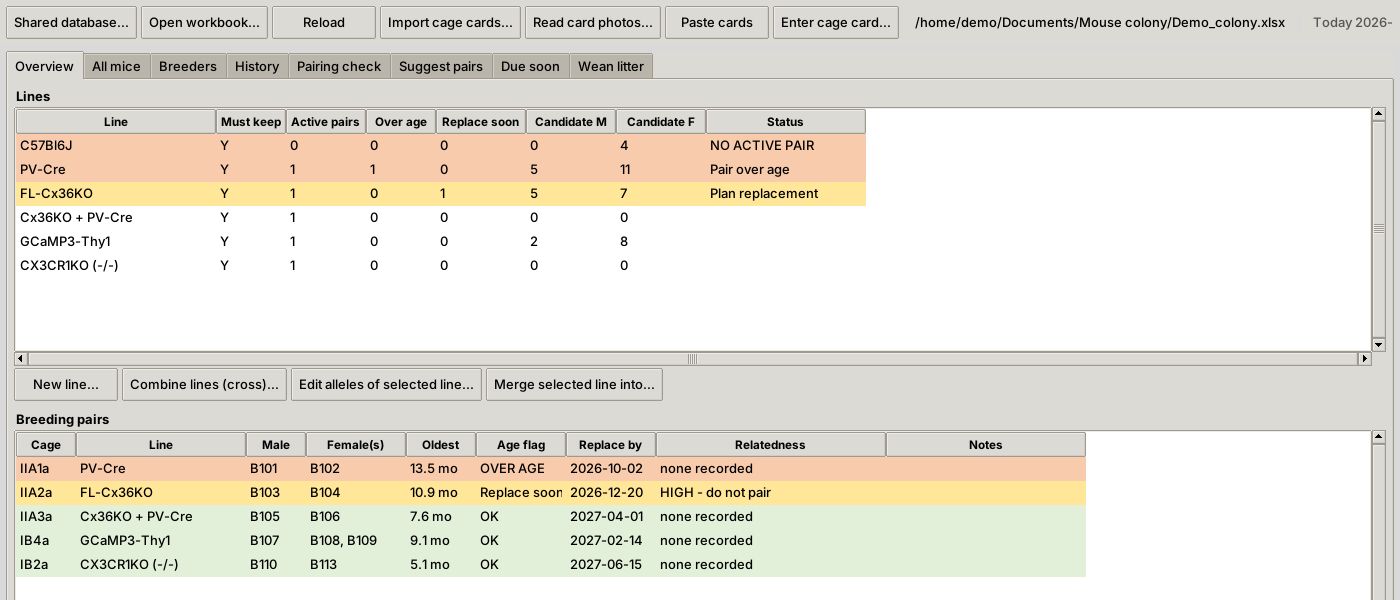 Shared database... Open workbook... Reload Import cage cards... Read card photos... Paste cards Enter cage card... /home/demo/Documents/Mouse colony/Demo_colony.xlsx Today 2026-
Overview All mice Breeders History Pairing check Suggest pairs Due soon Wean litter
Lines
Line Must keep Active pairs Over age Replace soon Candidate M Candidate F Status
C57Bl6J Y 0 0 0 0 4 NO ACTIVE PAIR
PV-Cre Y 1 1 0 5 11 Pair over age
FL-Cx36KO Y 1 0 1 5 7 Plan replacement
Cx36KO + PV-Cre Y 1 0 0 0 0
GCaMP3-Thy1 Y 1 0 0 2 8
CX3CR1KO (-/-) Y 1 0 0 0 0
New line... Combine lines (cross)... Edit alleles of selected line... Merge selected line into...
Breeding pairs
Cage Line Male Female(s) Oldest Age flag Replace by Relatedness Notes
IIA1a PV-Cre B101 B102 13.5 mo OVER AGE 2026-10-02 none recorded
IIA2a FL-Cx36KO B103 B104 10.9 mo Replace soon 2026-12-20 HIGH - do not pair
IIA3a Cx36KO + PV-Cre B105 B106 7.6 mo OK 2027-04-01 none recorded
IB4a GCaMP3-Thy1 B107 B108, B109 9.1 mo OK 2027-02-14 none recorded
IB2a CX3CR1KO (-/-) B110 B113 5.1 mo OK 2027-06-15 none recorded